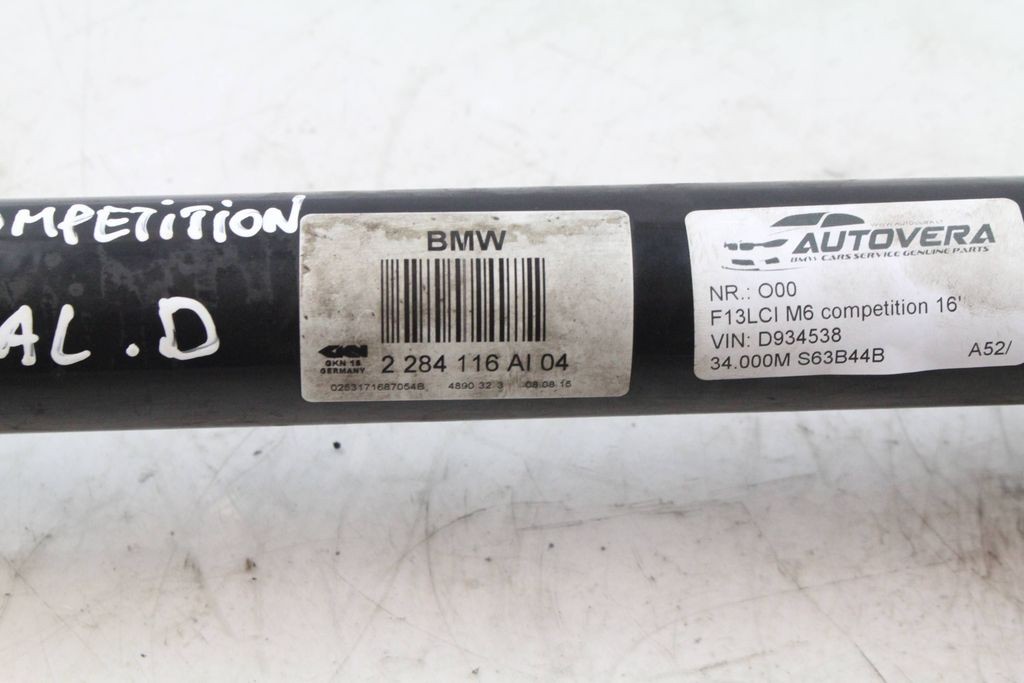 OMPETITION
AL.D
BMW
GKN 15
GERMANY
2 284 116 AI 04
0253171687054B 4890 32 3 08.08.15
AUTOVERA
BMW CARS SERVICE GENUINE PARTS
NR.: O00
F13LCI M6 competition 16'
VIN: D934538
34.000M S63B44B A52/